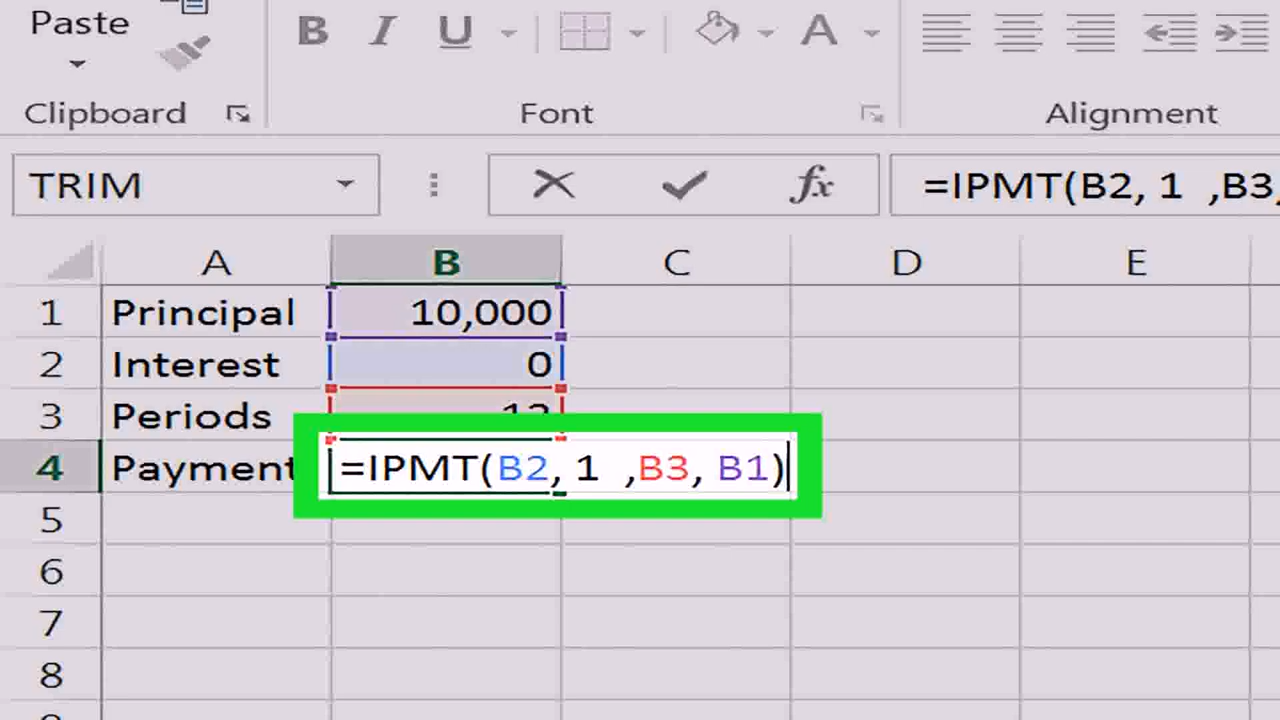 Paste
B I U A
Clipboard Font Alignment
TRIM fx =IPMT(B2, 1 ,B3,
A B C D E
1 Principal 10,000
2 Interest 0
3 Periods
4 Payment =IPMT(B2, 1 ,B3, B1)
5
6
7
8